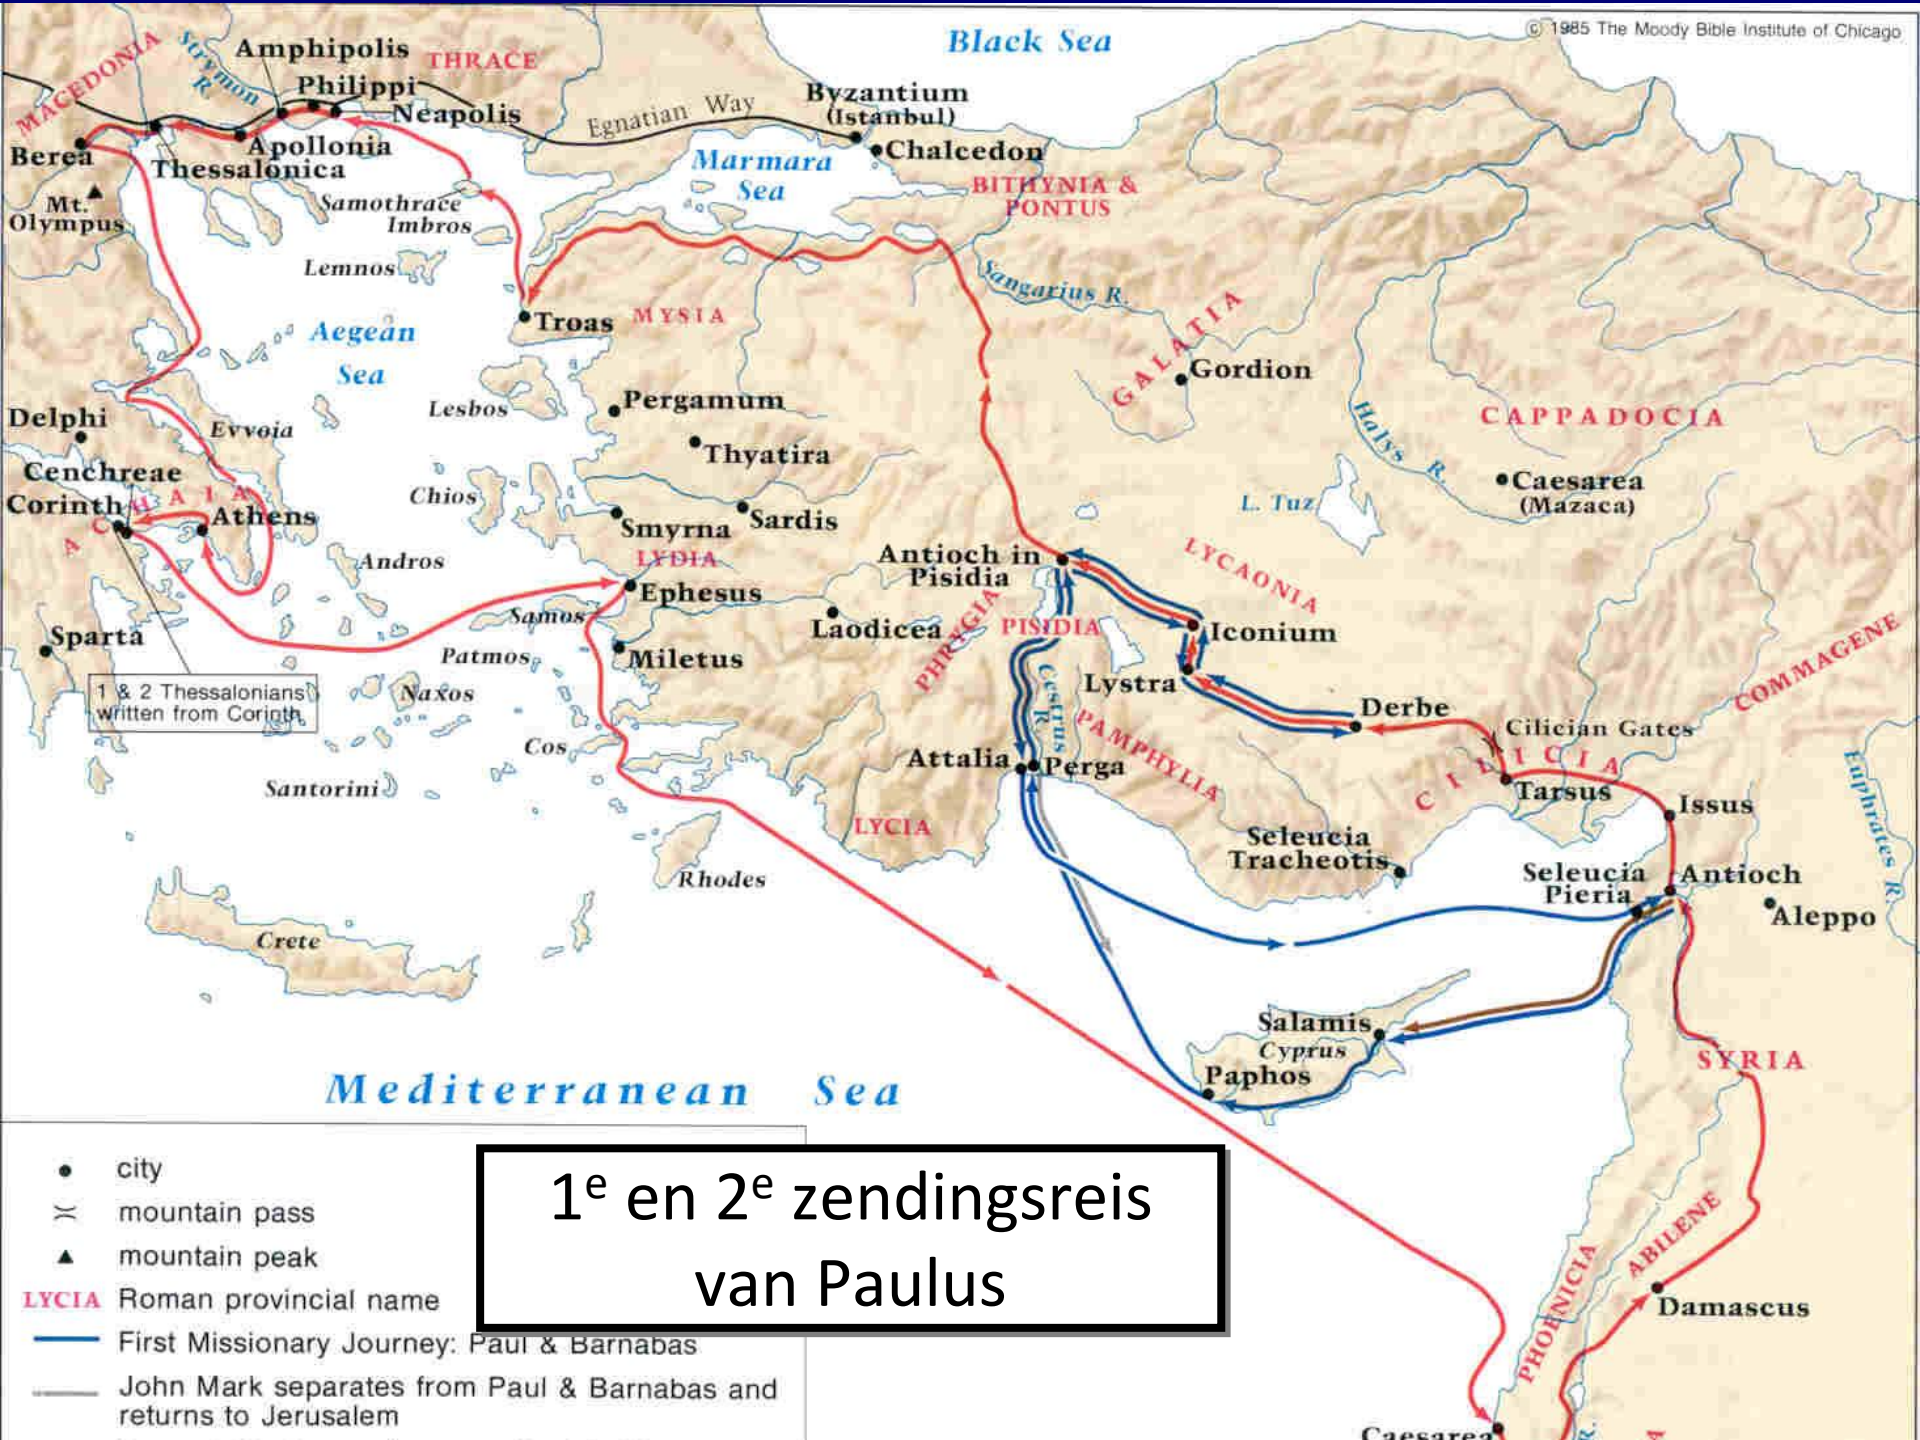 © 1985 The Moody Bible Institute of Chicago
Black Sea
MACEDONIA
Strymon
R.
Amphipolis
THRACE
Philippi
Neapolis
Egnatian Way
Byzantium
(Istanbul)
Chalcedon
Berea
Apollonia
Thessalonica
Marmara
Sea
BITHYNIA &
PONTUS
Mt.
Olympus
Samothrace
Imbros
Lemnos
Sangarius R.
Aegean
Sea
Troas
MYSIA
GALATIA
Gordion
Delphi
Lesbos
Pergamum
Halys R.
CAPPADOCIA
Evvoia
Thyatira
Cenchreae
Corinth
ACHAIA
Athens
Chios
Smyrna
Sardis
L. Tuz
Caesarea
(Mazaca)
LYDIA
Andros
Antioch in
Pisidia
LYCAONIA
Ephesus
Samos
Laodicea
PHRYGIA
PISIDIA
Iconium
COMMAGENE
Sparta
Patmos
Miletus
Cestrus
R.
Lystra
Derbe
1 & 2 Thessalonians
written from Corinth
Naxos
PAMPHYLIA
Cilician Gates
CILICIA
Cos
Attalia
Perga
Tarsus
Issus
Euphrates R.
Santorini
LYCIA
Seleucia
Tracheotis
Rhodes
Seleucia
Pieria
Antioch
Aleppo
Crete
Salamis
Cyprus
Paphos
SYRIA
Mediterranean Sea
city
mountain pass
mountain peak
LYCIA Roman provincial name
First Missionary Journey: Paul & Barnabas
John Mark separates from Paul & Barnabas and
returns to Jerusalem
1e en 2e zendingsreis
van Paulus
PHOENICIA
ABILENE
Damascus
Caesarea
R.